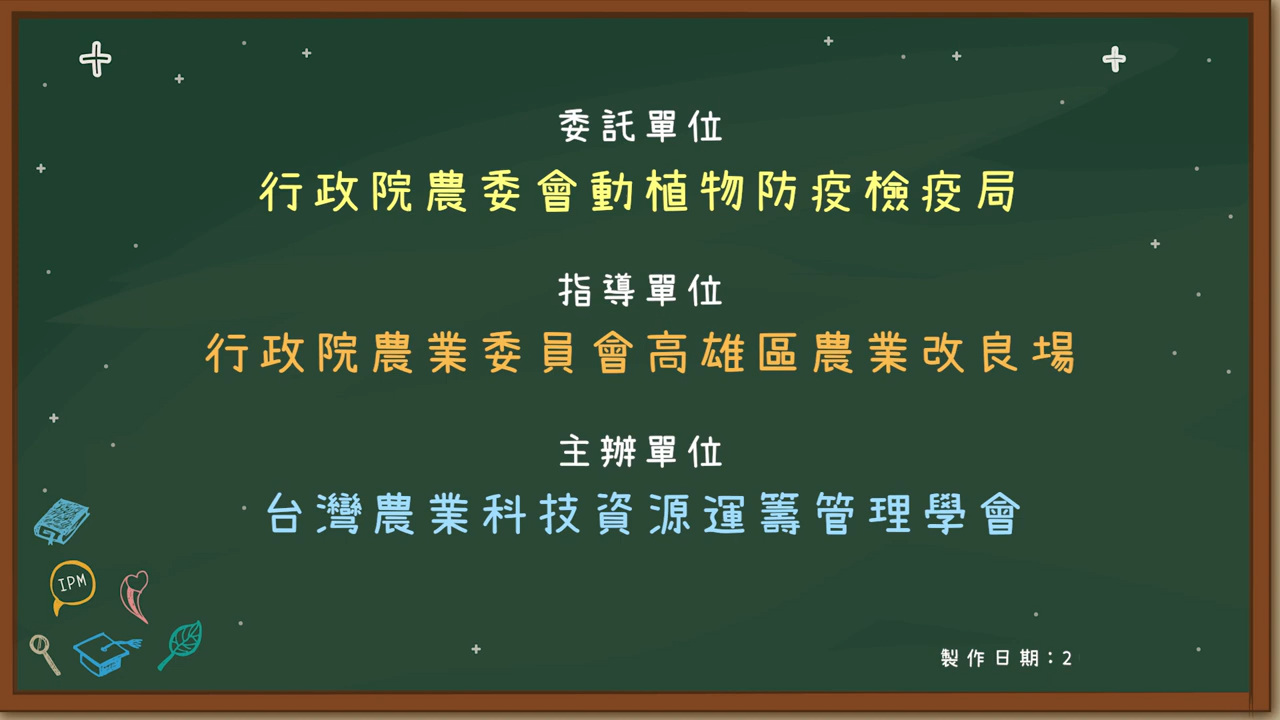 委託單位
行政院農委會動植物防疫檢疫局
指導單位
行政院農業委員會高雄區農業改良場
主辦單位
台灣農業科技資源運籌管理學會
IPM
製作日期：2